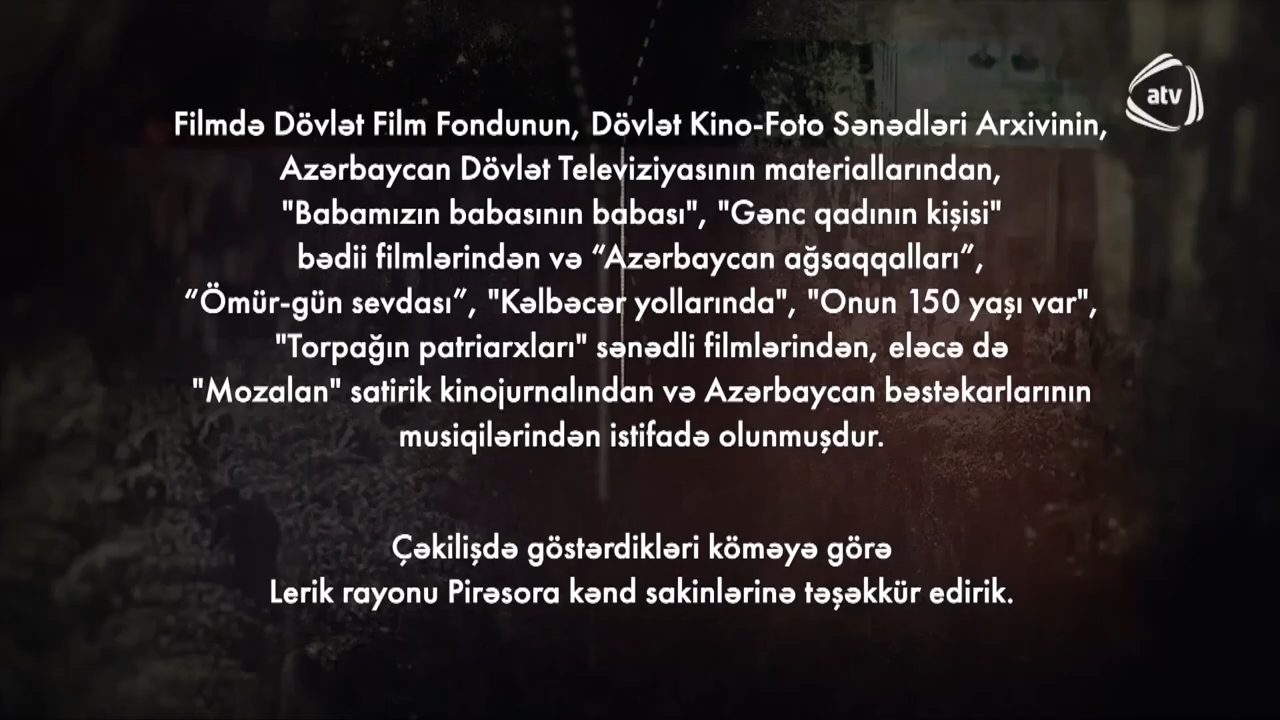 atv
Filmdə Dövlət Film Fondunun, Dövlət Kino-Foto Sənədləri Arxivinin,
Azərbaycan Dövlət Televiziyasının materiallarından,
"Babamızın babasının babası", "Gənc qadının kişisi"
bədii filmlərindən və “Azərbaycan ağsaqqalları”,
“Ömür-gün sevdası”, "Kəlbəcər yollarında", "Onun 150 yaşı var",
"Torpağın patriarxları" sənədli filmlərindən, eləcə də
"Mozalan" satirik kinojurnalından və Azərbaycan bəstəkarlarının
musiqilərindən istifadə olunmuşdur.
Çəkilişdə göstərdikləri köməyə görə
Lerik rayonu Pirəsora kənd sakinlərinə təşəkkür edirik.